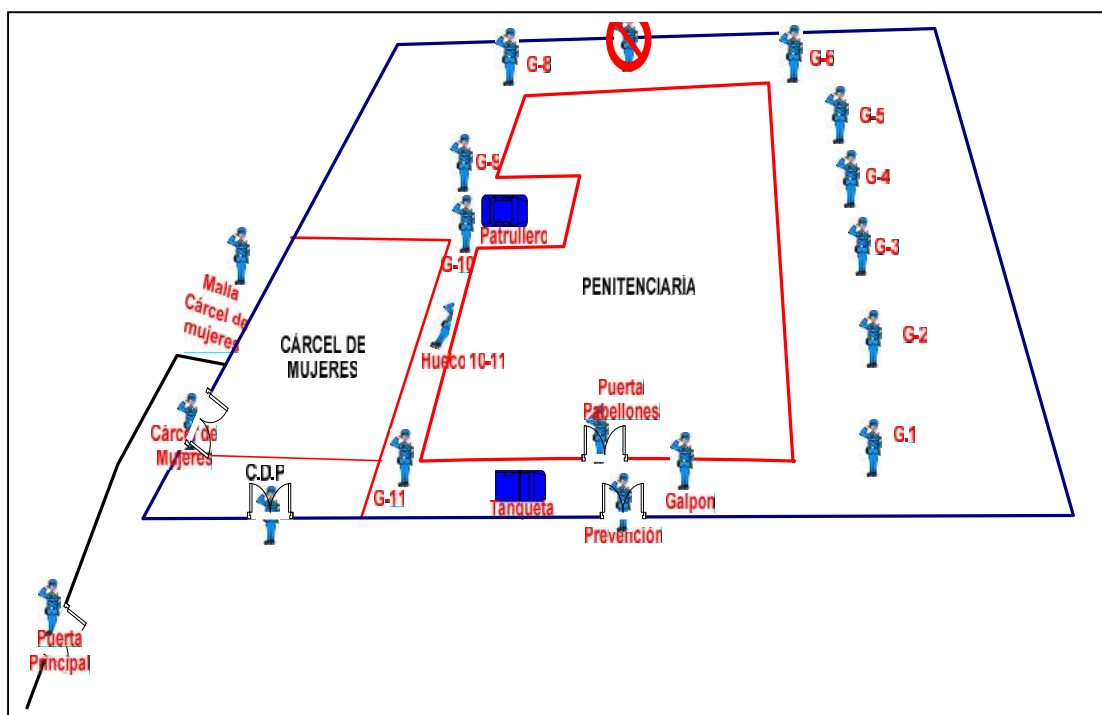 G-8
G-6
G-5
G-9
G-4
Patrullero
G-3
G-10
Malla
Cárcel de
mujeres
PENITENCIARÍA
CÁRCEL DE
MUJERES
G-2
Hueco 10-11
Puerta
Pabellones
Cárcel de
Mujeres
G.1
C.D.P
G-11
Tanqueta
Galpon
Prevención
Puerta
Principal